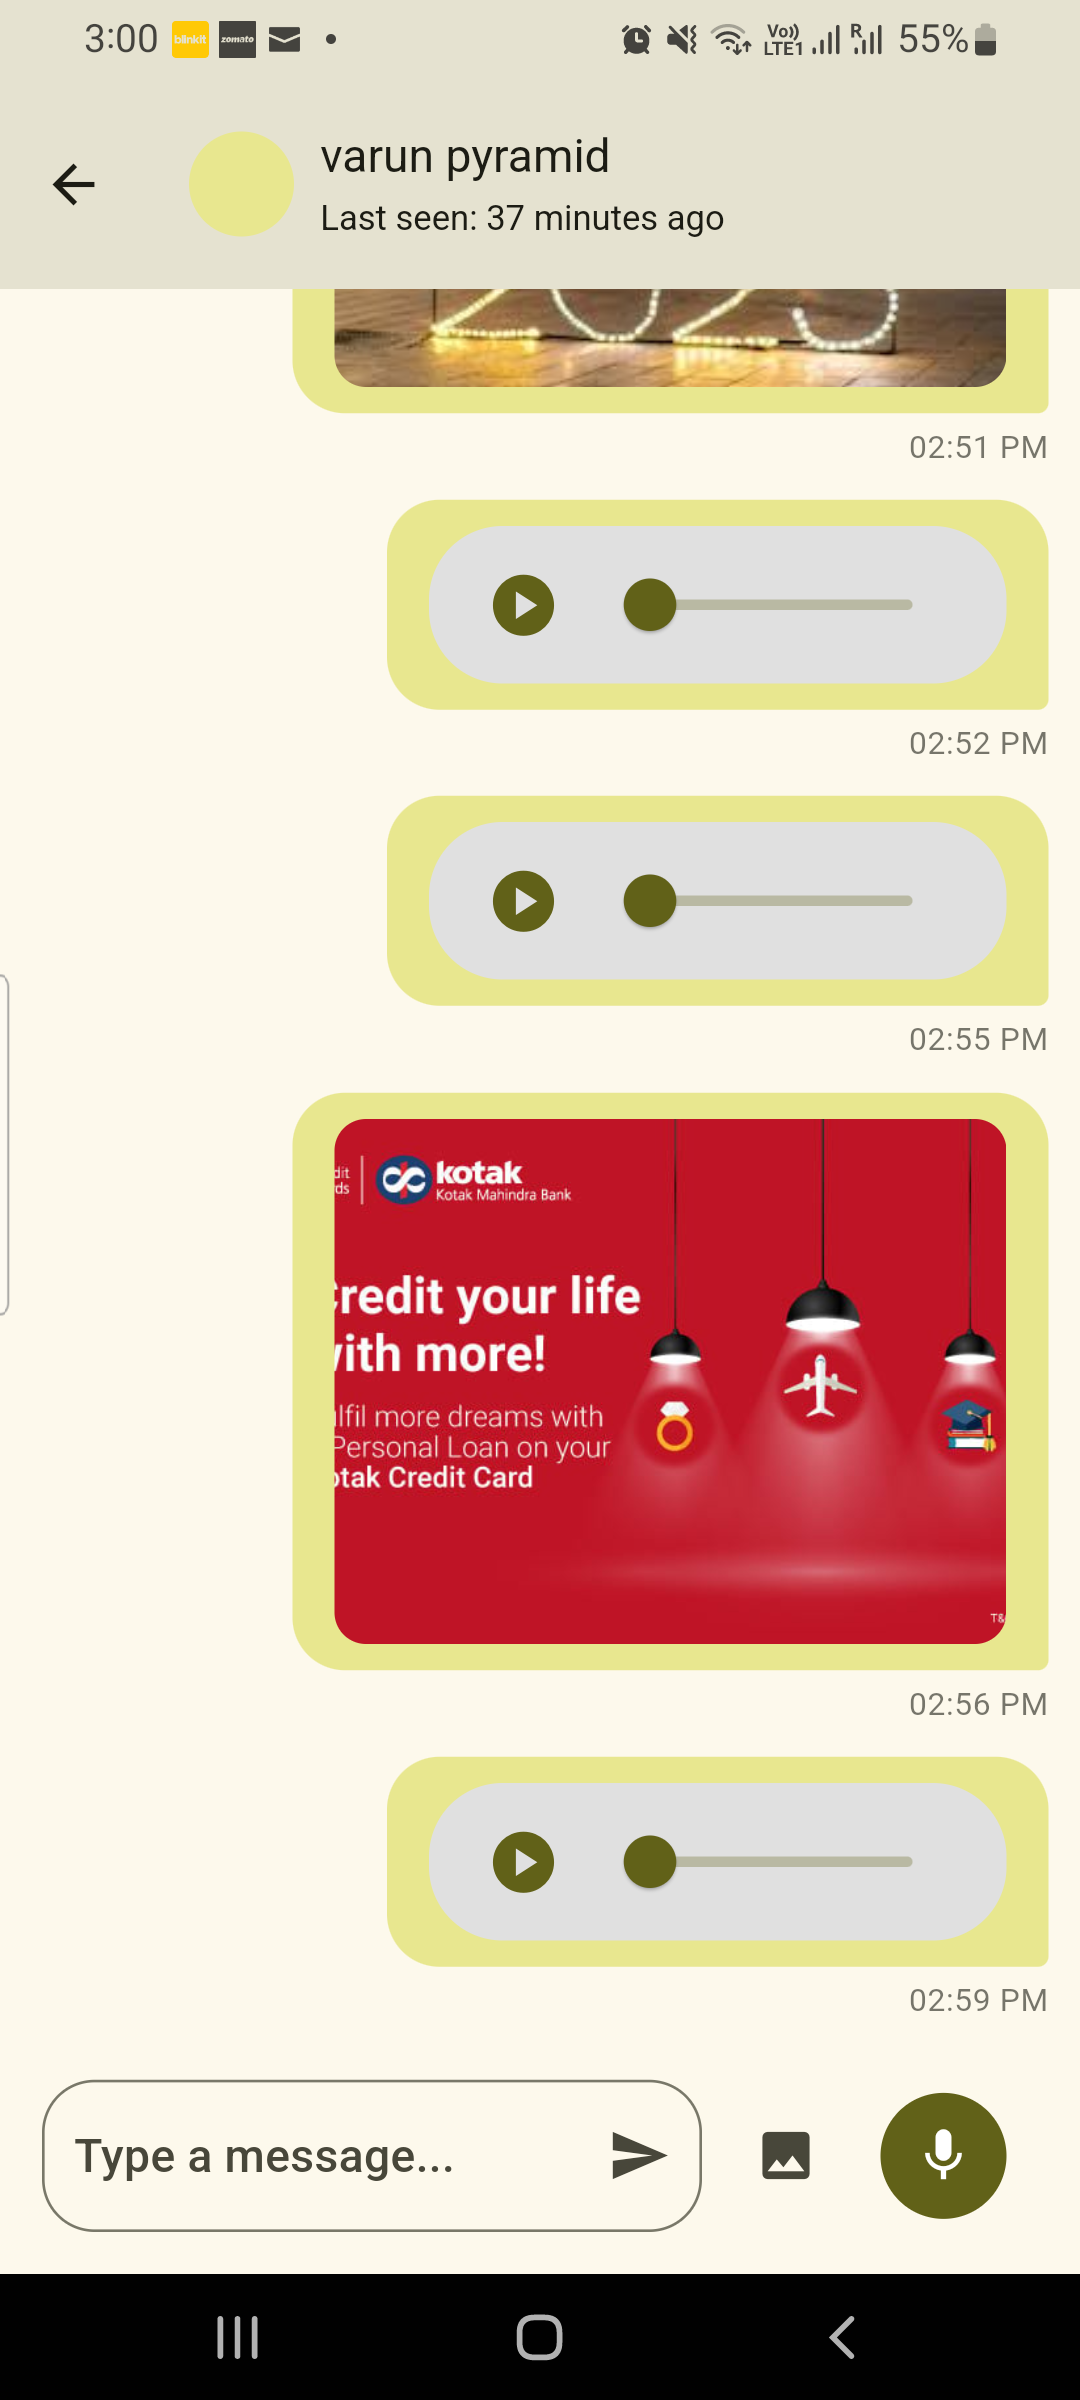 3:00 blinkit zomato Vo)) LTE1 R 55%
varun pyramid
Last seen: 37 minutes ago
2023
02:51 PM
02:52 PM
02:55 PM
dit
ds
kotak
Kotak Mahindra Bank
redit your life
ith more!
lfil more dreams with
Personal Loan on your
otak Credit Card
T&
02:56 PM
02:59 PM
Type a message...